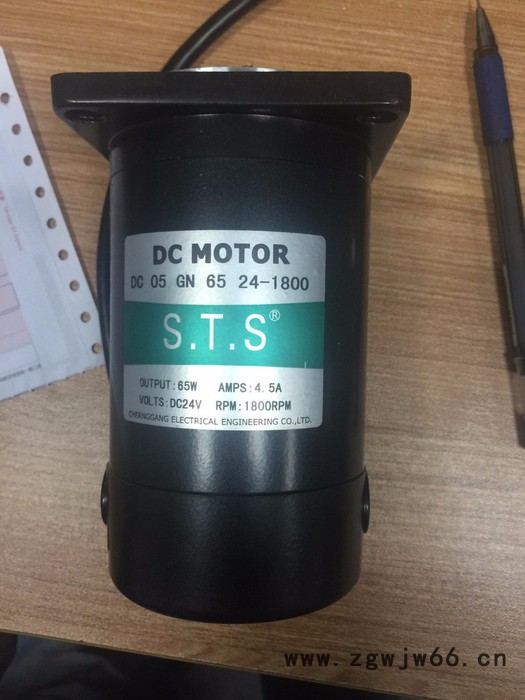 DC MOTOR
DC 05 GN 65 24-1800
S.T.S®
OUTPUT:65W AMPS:4.5A
VOLTS:DC24V RPM:1800RPM
CHERNGGANG ELECTRICAL ENGINEERING CO.,LTD.
www.zgwjw66.cn